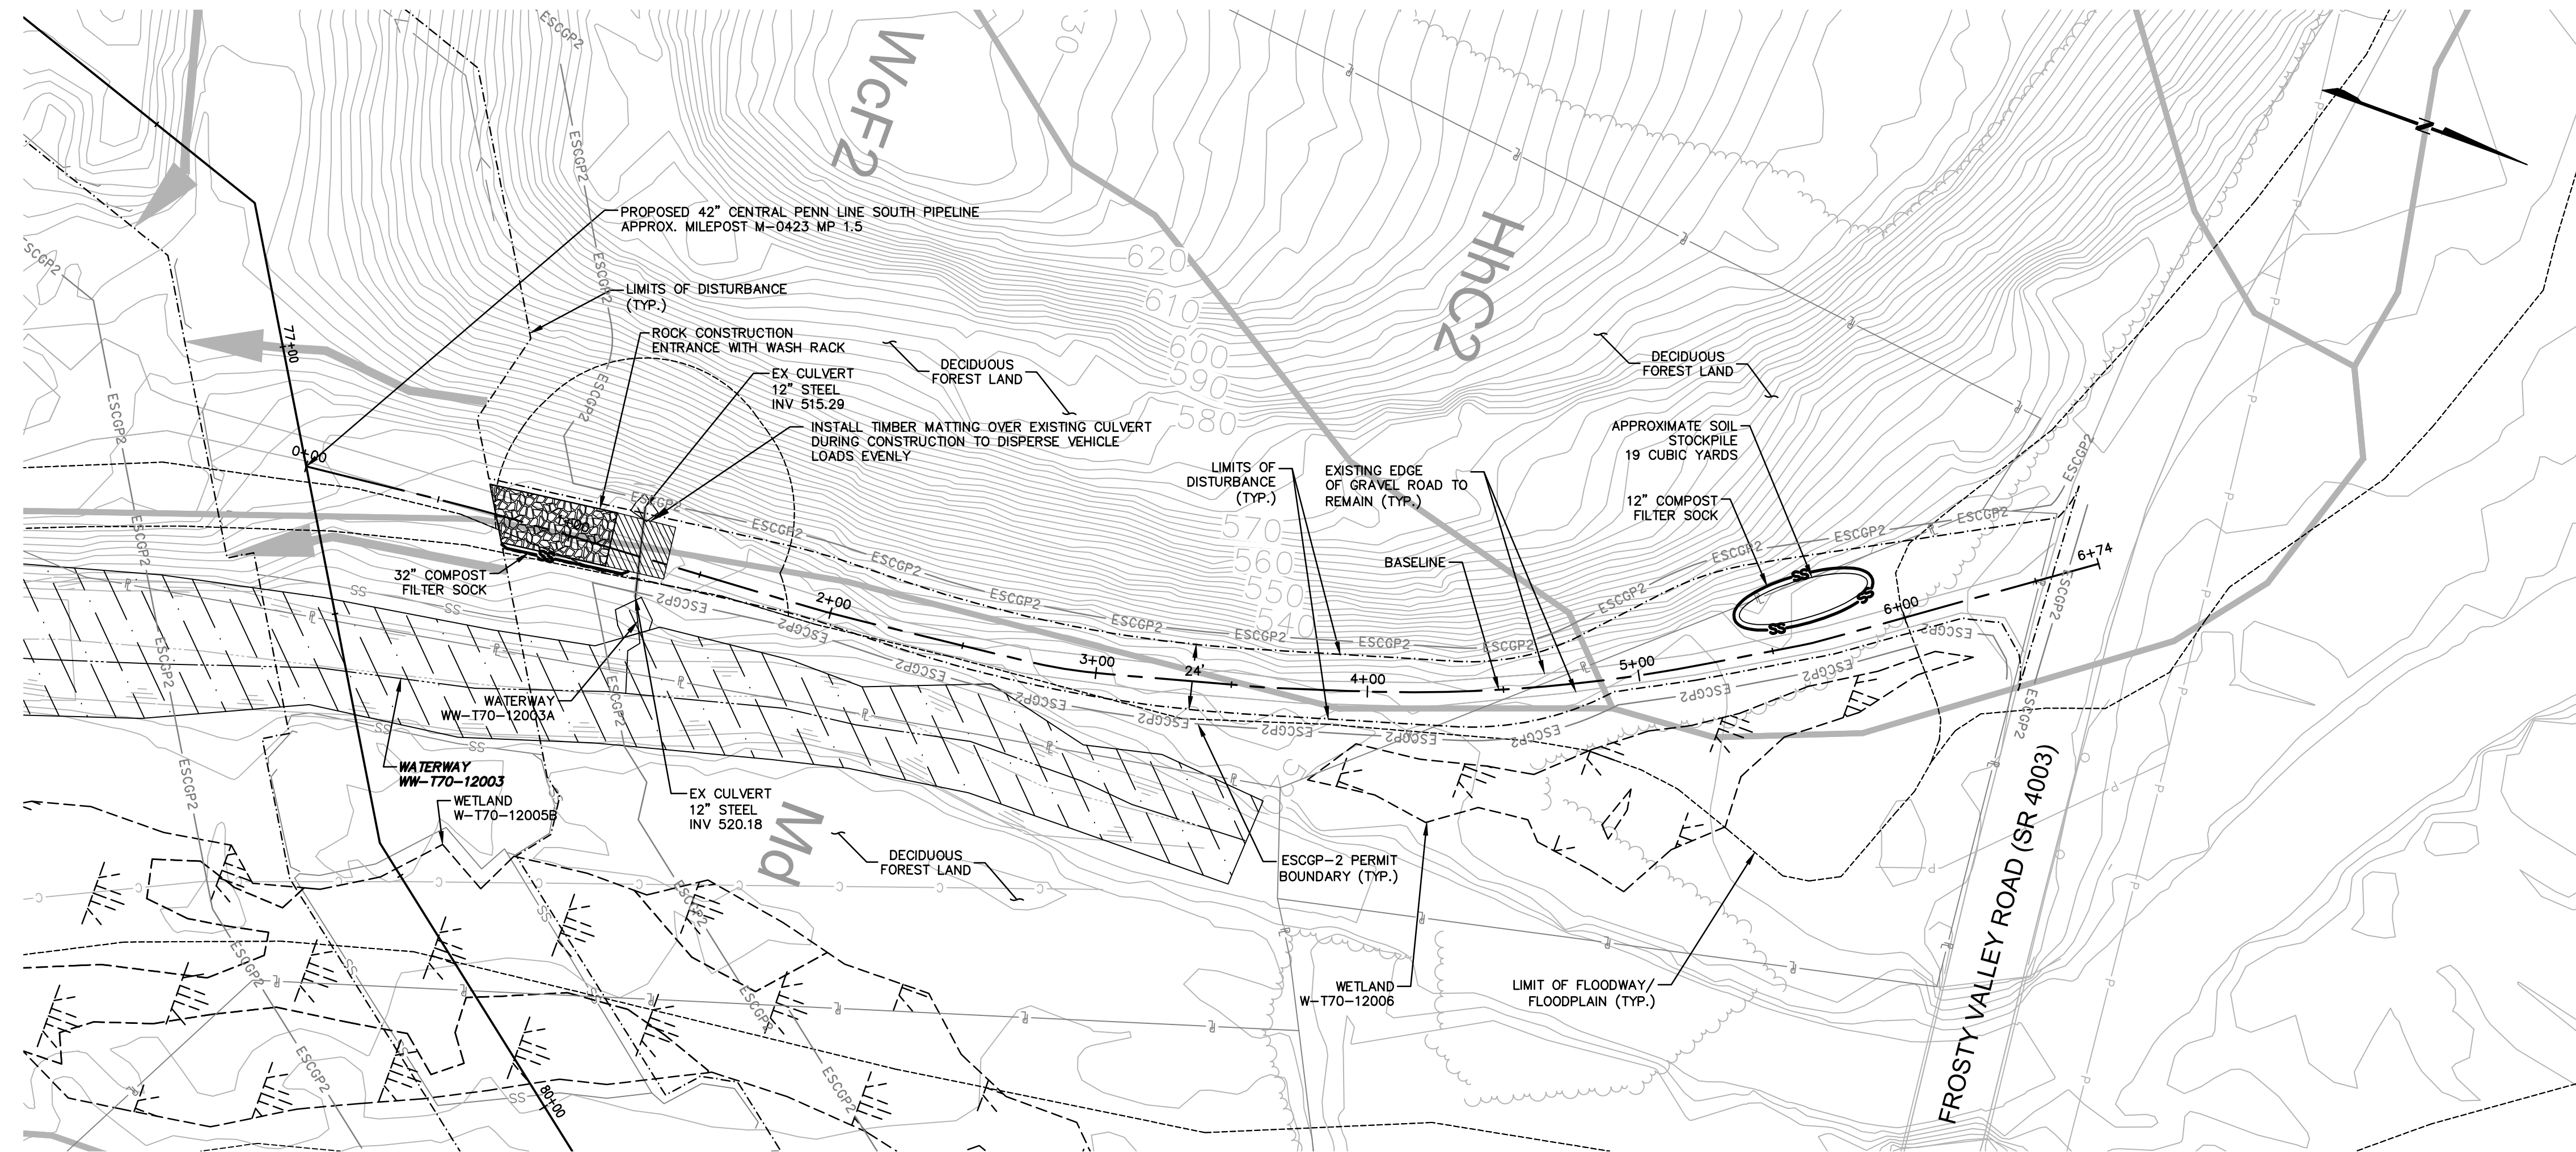 ESCGP2
WcF2
30
N
PROPOSED 42" CENTRAL PENN LINE SOUTH PIPELINE
APPROX. MILEPOST M-0423 MP 1.5
HhC2
620
610
600
590
580
570
560
550
540
LIMITS OF DISTURBANCE
(TYP.)
77+00
ROCK CONSTRUCTION
ENTRANCE WITH WASH RACK
EX CULVERT
12" STEEL
INV 515.29
DECIDUOUS
FOREST LAND
DECIDUOUS
FOREST LAND
INSTALL TIMBER MATTING OVER EXISTING CULVERT
DURING CONSTRUCTION TO DISPERSE VEHICLE
LOADS EVENLY
APPROXIMATE SOIL
STOCKPILE
19 CUBIC YARDS
0+00
LIMITS OF
DISTURBANCE
(TYP.)
EXISTING EDGE
OF GRAVEL ROAD TO
REMAIN (TYP.)
12" COMPOST
FILTER SOCK
1+00
BASELINE
6+74
32" COMPOST
FILTER SOCK
SS
2+00
3+00
24'
4+00
5+00
6+00
WATERWAY
WW-T70-12003A
WATERWAY
WW-T70-12003
WETLAND
W-T70-12005B
EX CULVERT
12" STEEL
INV 520.18
Md
DECIDUOUS
FOREST LAND
ESCGP-2 PERMIT
BOUNDARY (TYP.)
WETLAND
W-T70-12006
LIMIT OF FLOODWAY/
FLOODPLAIN (TYP.)
FROSTY VALLEY ROAD (SR 4003)
80+00